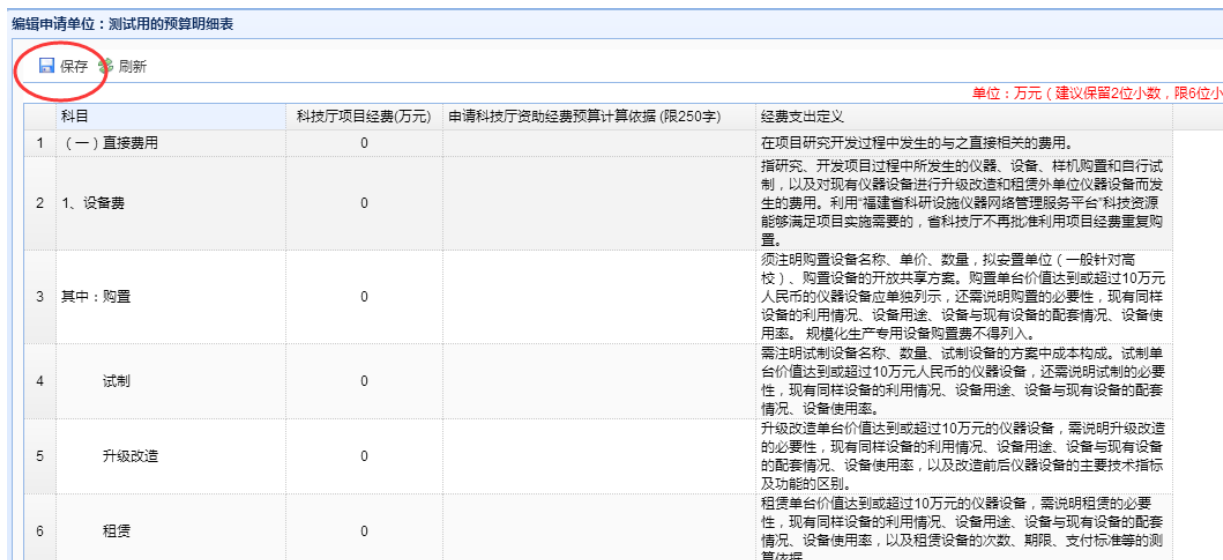 编辑申请单位：测试用的预算明细表
保存 刷新
单位：万元（建议保留2位小数，限6位小
科目 科技厅项目经费(万元) 申请科技厅资助经费预算计算依据 (限250字) 经费支出定义
1 （一）直接费用 0 在项目研究开发过程中发生的与之直接相关的费用。
指研究、开发项目过程中所发生的仪器、设备、样机购置和自行试
制，以及对现有仪器设备进行升级改造和租赁外单位仪器设备而发
2 1、设备费 0 生的费用。利用“福建省科研设施仪器网络管理服务平台”科技资源
能够满足项目实施需要的，省科技厅不再批准利用项目经费重复购
置。
须注明购置设备名称、单价、数量，拟安置单位（一般针对高
校）、购置设备的开放共享方案。购置单台价值达到或超过10万元
3 其中：购置 0 人民币的仪器设备应单独列示，还需说明购置的必要性，现有同样
设备的利用情况、设备用途、设备与现有设备的配套情况、设备使
用率。 规模化生产专用设备购置费不得列入。
需注明试制设备名称、数量、试制设备的方案中成本构成。试制单
4 试制 0 台价值达到或超过10万元人民币的仪器设备，还需说明试制的必要
性，现有同样设备的利用情况、设备用途、设备与现有设备的配套
情况、设备使用率。
升级改造单台价值达到或超过10万元的仪器设备，需说明升级改造
5 升级改造 0 的必要性，现有同样设备的利用情况、设备用途、设备与现有设备
的配套情况、设备使用率，以及改造前后仪器设备的主要技术指标
及功能的区别。
租赁单台价值达到或超过10万元的仪器设备，需说明租赁的必要
6 租赁 0 性，现有同样设备的利用情况、设备用途、设备与现有设备的配套
情况、设备使用率，以及租赁设备的次数、期限、支付标准等的测
算依据